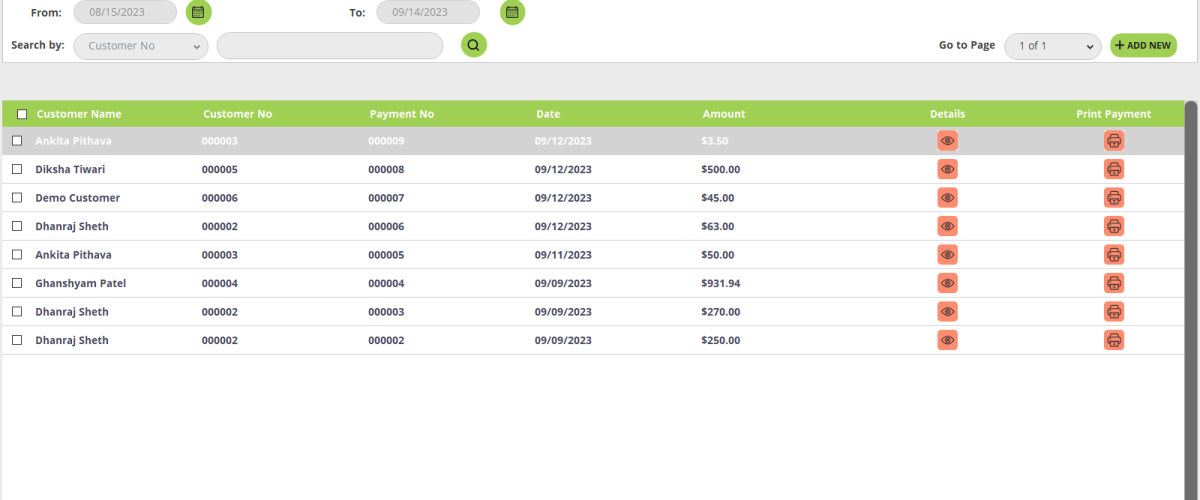 From: 08/15/2023 To: 09/14/2023
Search by: Customer No Go to Page 1 of 1 + ADD NEW
Customer Name Customer No Payment No Date Amount Details Print Payment
Ankita Pithava 000003 000009 09/12/2023 $3.50
Diksha Tiwari 000005 000008 09/12/2023 $500.00
Demo Customer 000006 000007 09/12/2023 $45.00
Dhanraj Sheth 000002 000006 09/12/2023 $63.00
Ankita Pithava 000003 000005 09/11/2023 $50.00
Ghanshyam Patel 000004 000004 09/09/2023 $931.94
Dhanraj Sheth 000002 000003 09/09/2023 $270.00
Dhanraj Sheth 000002 000002 09/09/2023 $250.00